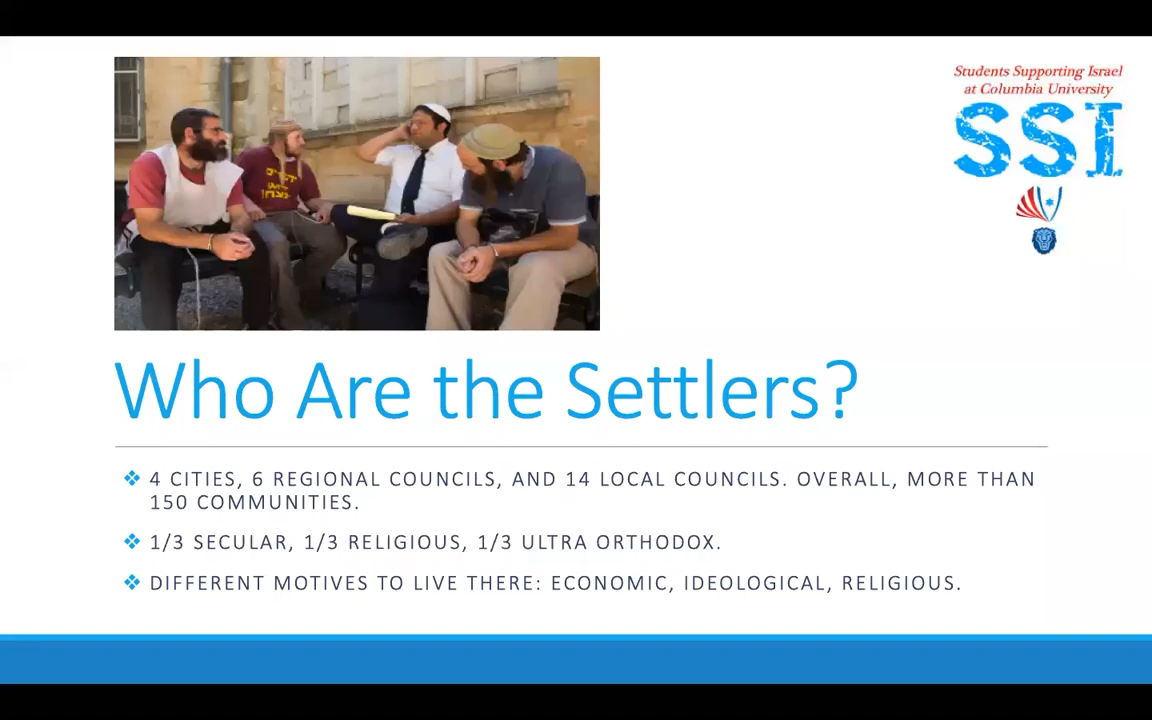 Students Supporting Israel
at Columbia University
SSI
Who Are the Settlers?
❖ 4 CITIES, 6 REGIONAL COUNCILS, AND 14 LOCAL COUNCILS. OVERALL, MORE THAN
150 COMMUNITIES.
❖ 1/3 SECULAR, 1/3 RELIGIOUS, 1/3 ULTRA ORTHODOX.
❖ DIFFERENT MOTIVES TO LIVE THERE: ECONOMIC, IDEOLOGICAL, RELIGIOUS.